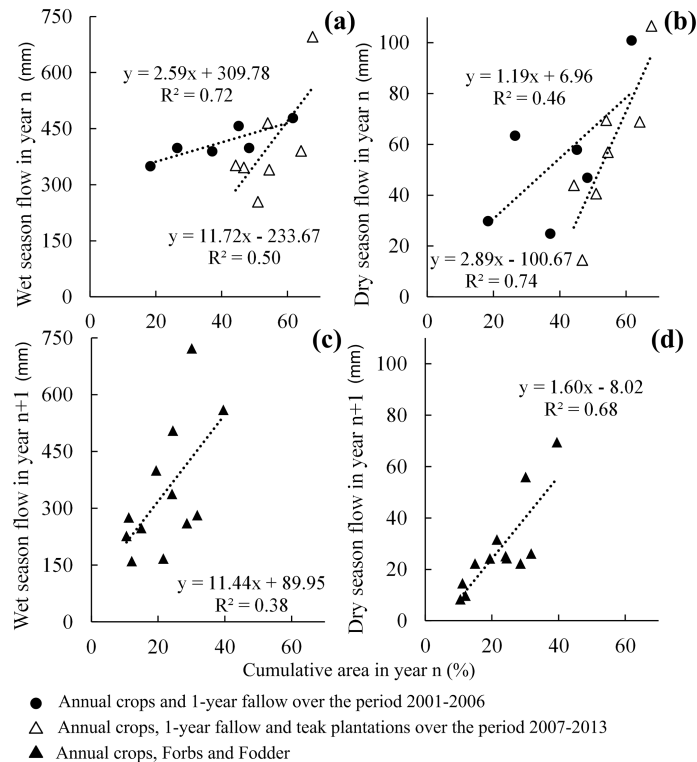 (a)
750
600
450
300
150
0
0 20 40 60
Wet season flow in year n (mm)
y = 2.59x + 309.78
R² = 0.72
y = 11.72x - 233.67
R² = 0.50
(b)
100
80
60
40
20
0
0 20 40 60
Dry season flow in year n (mm)
y = 1.19x + 6.96
R² = 0.46
y = 2.89x - 100.67
R² = 0.74
(c)
750
600
450
300
150
0
0 20 40 60
Wet season flow in year n+1 (mm)
y = 11.44x + 89.95
R² = 0.38
(d)
100
80
60
40
20
0
0 20 40 60
Dry season flow in year n+1 (mm)
y = 1.60x - 8.02
R² = 0.68
Cumulative area in year n (%)
Annual crops and 1-year fallow over the period 2001-2006
Annual crops, 1-year fallow and teak plantations over the period 2007-2013
Annual crops, Forbs and Fodder